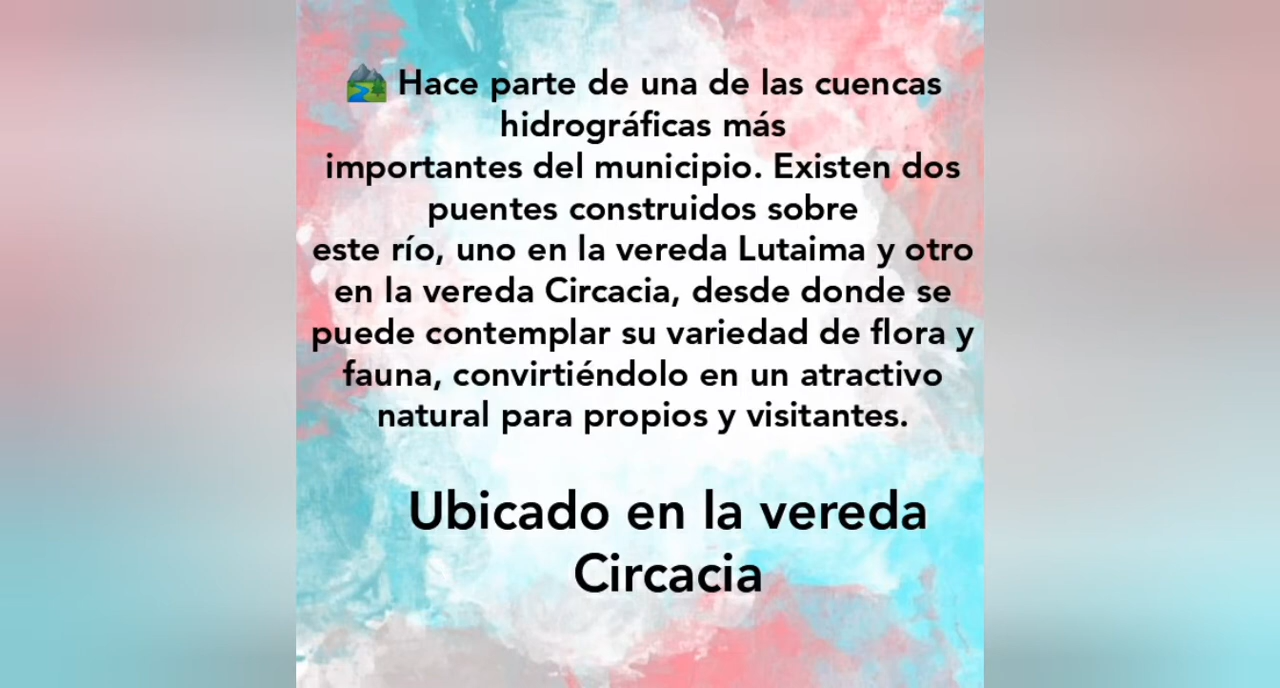 🏞️ Hace parte de una de las cuencas
hidrográficas más
importantes del municipio. Existen dos
puentes construidos sobre
este río, uno en la vereda Lutaima y otro
en la vereda Circacia, desde donde se
puede contemplar su variedad de flora y
fauna, convirtiéndolo en un atractivo
natural para propios y visitantes.
Ubicado en la vereda
Circacia